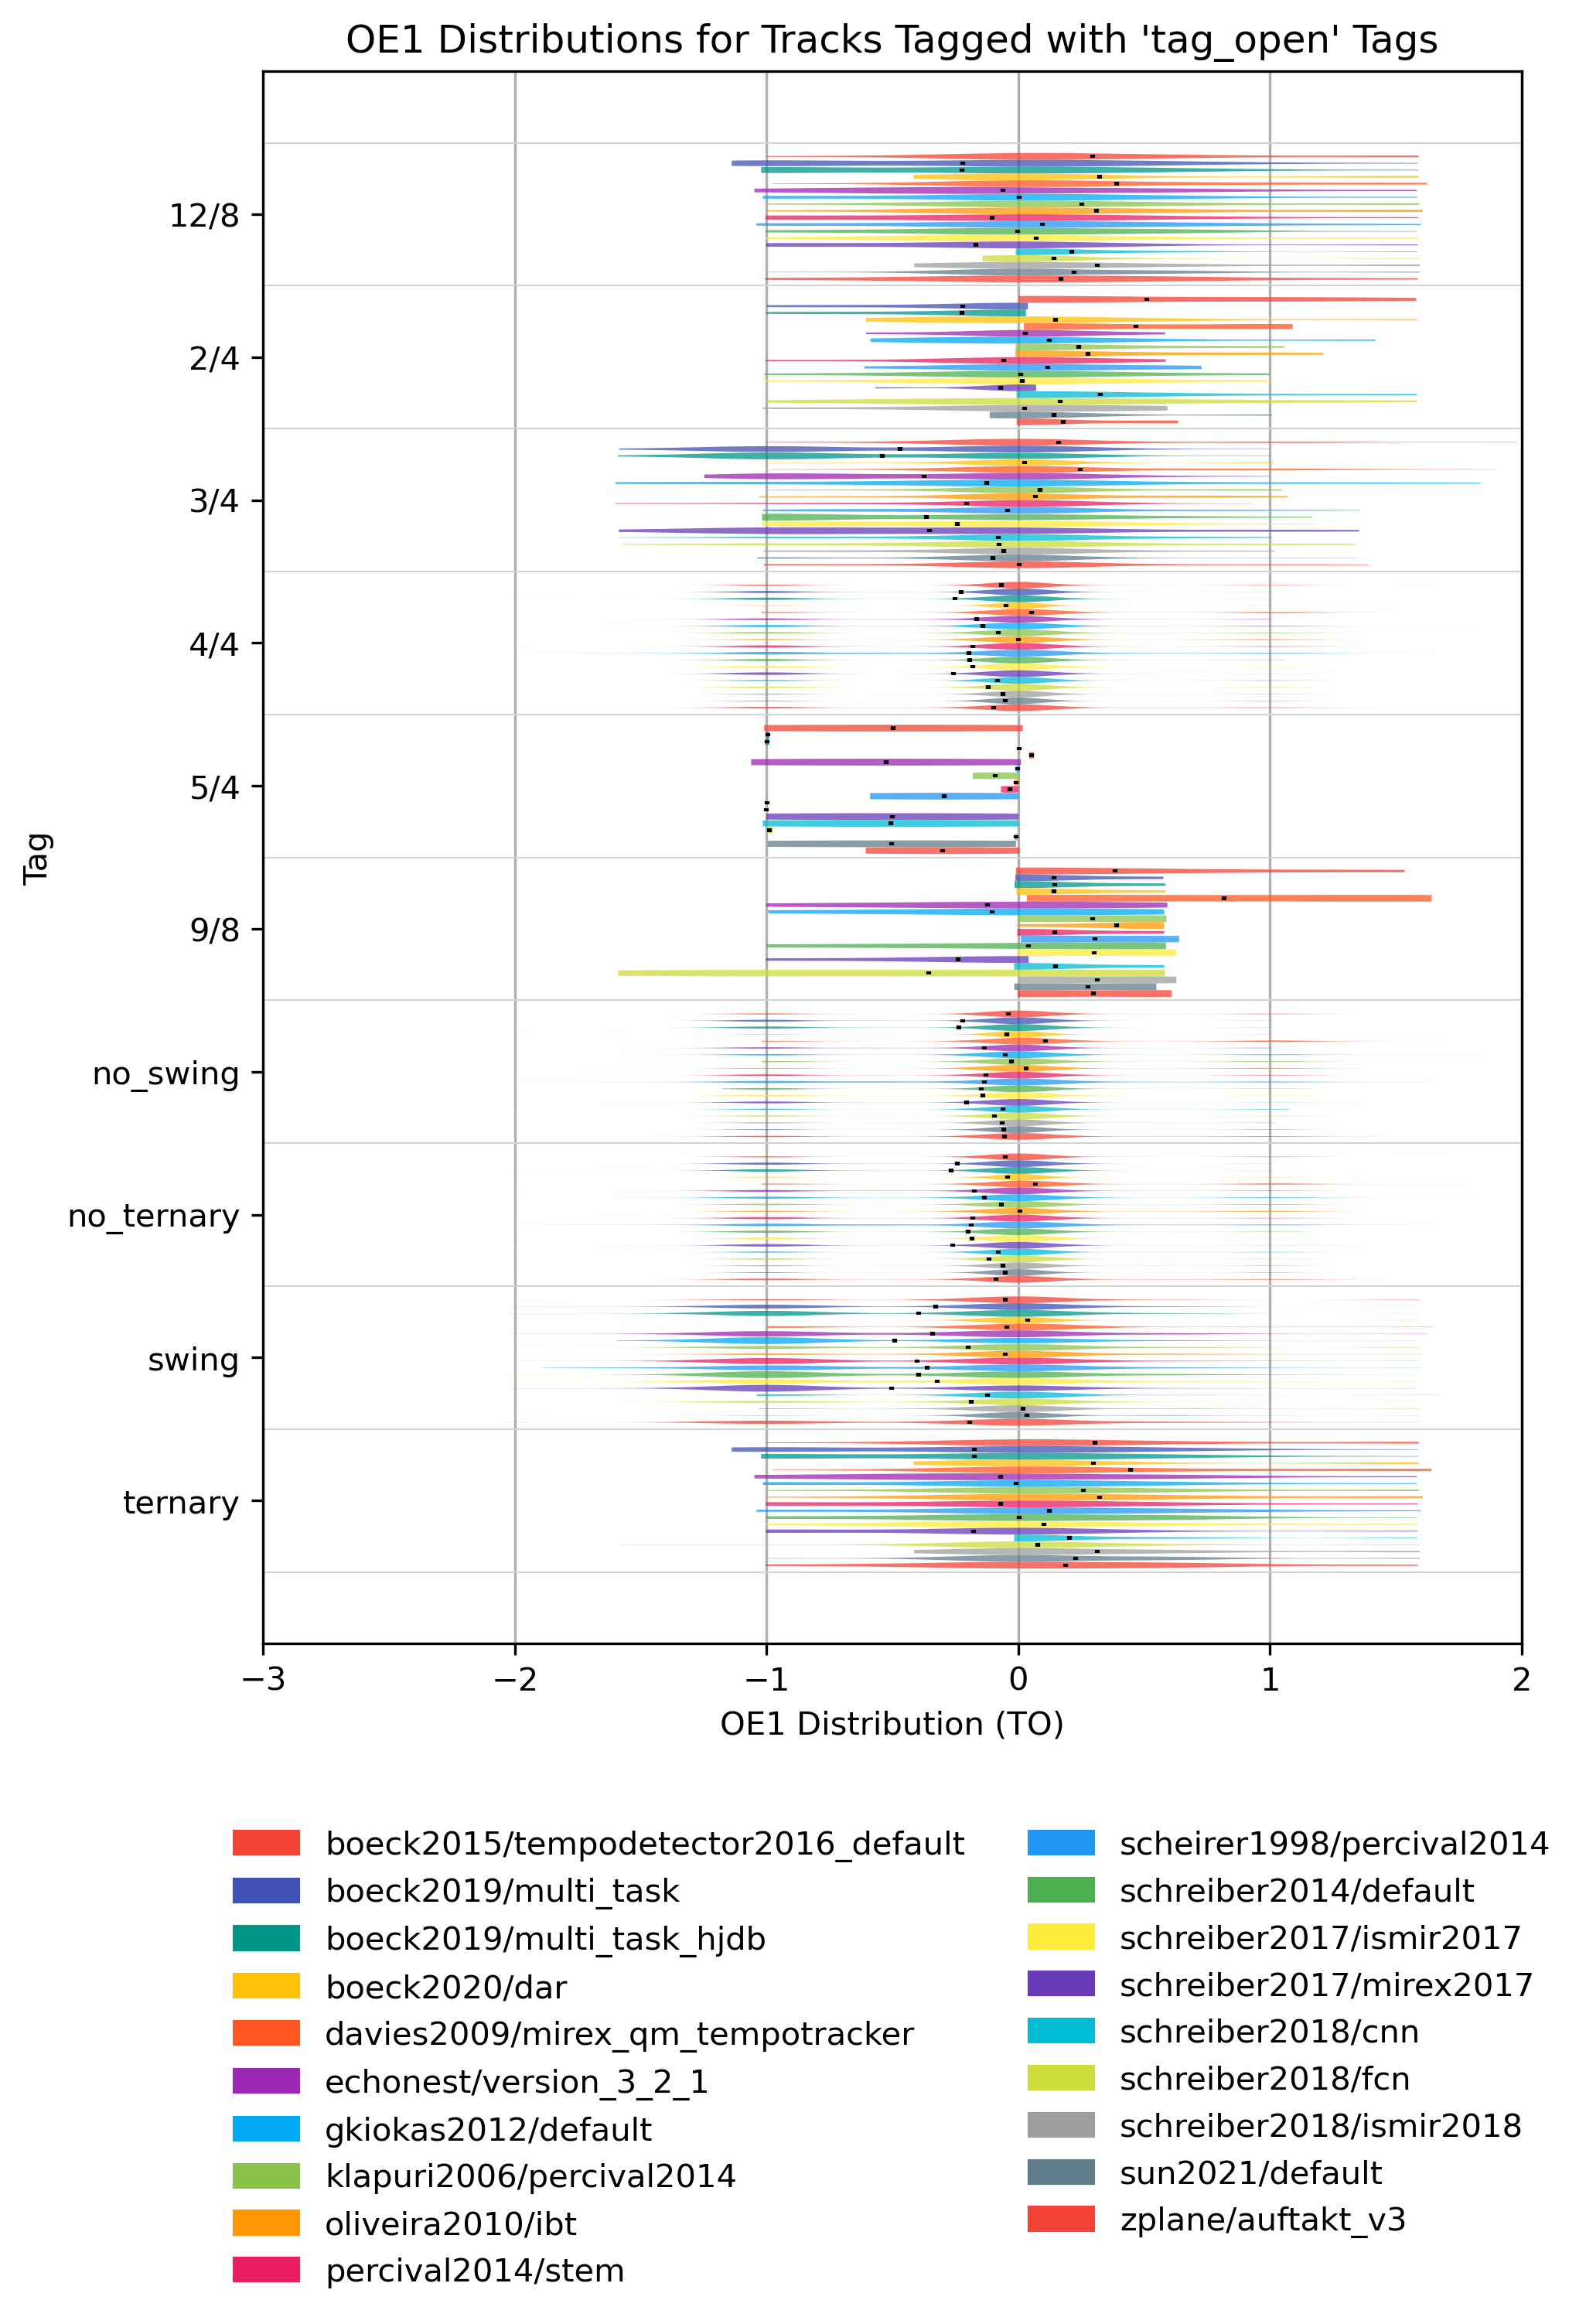 OE1 Distributions for Tracks Tagged with 'tag_open' Tags
12/8
2/4
3/4
4/4
5/4
9/8
no_swing
no_ternary
swing
ternary
Tag
−3 −2 −1 0 1 2
OE1 Distribution (TO)
boeck2015/tempodetector2016_default
boeck2019/multi_task
boeck2019/multi_task_hjdb
boeck2020/dar
davies2009/mirex_qm_tempotracker
echonest/version_3_2_1
gkiokas2012/default
klapuri2006/percival2014
oliveira2010/ibt
percival2014/stem
scheirer1998/percival2014
schreiber2014/default
schreiber2017/ismir2017
schreiber2017/mirex2017
schreiber2018/cnn
schreiber2018/fcn
schreiber2018/ismir2018
sun2021/default
zplane/auftakt_v3